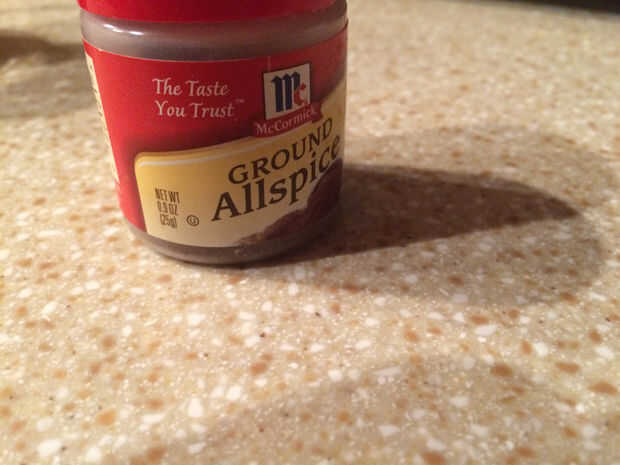 The Taste
You Trust™
Mc
McCormick
GROUND
Allspice
NET WT
0.9 OZ
(25g)
U